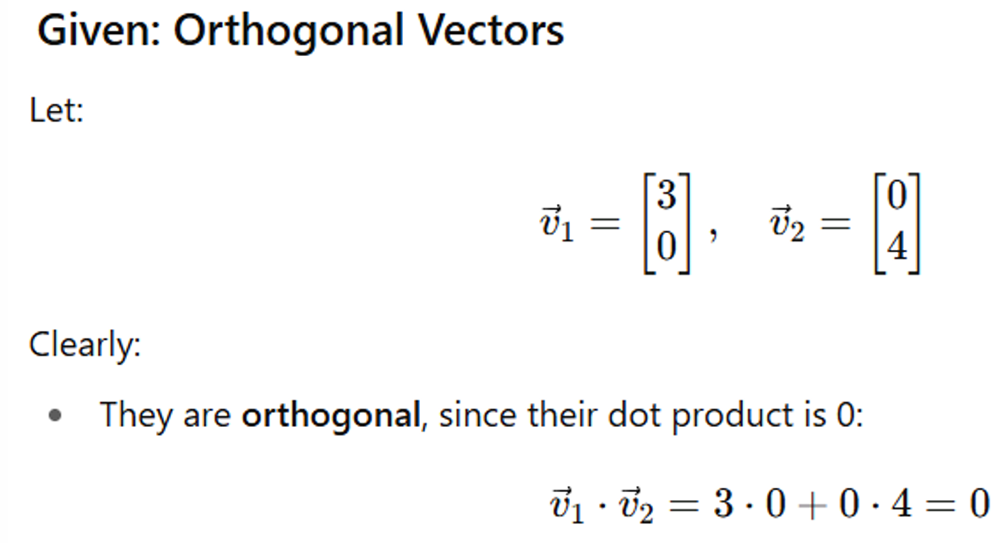 Given: Orthogonal Vectors
Let:
$\vec{v}_1 = \begin{bmatrix} 3 \\ 0 \end{bmatrix}, \quad \vec{v}_2 = \begin{bmatrix} 0 \\ 4 \end{bmatrix}$
Clearly:
• They are orthogonal, since their dot product is 0:
$\vec{v}_1 \cdot \vec{v}_2 = 3 \cdot 0 + 0 \cdot 4 = 0$